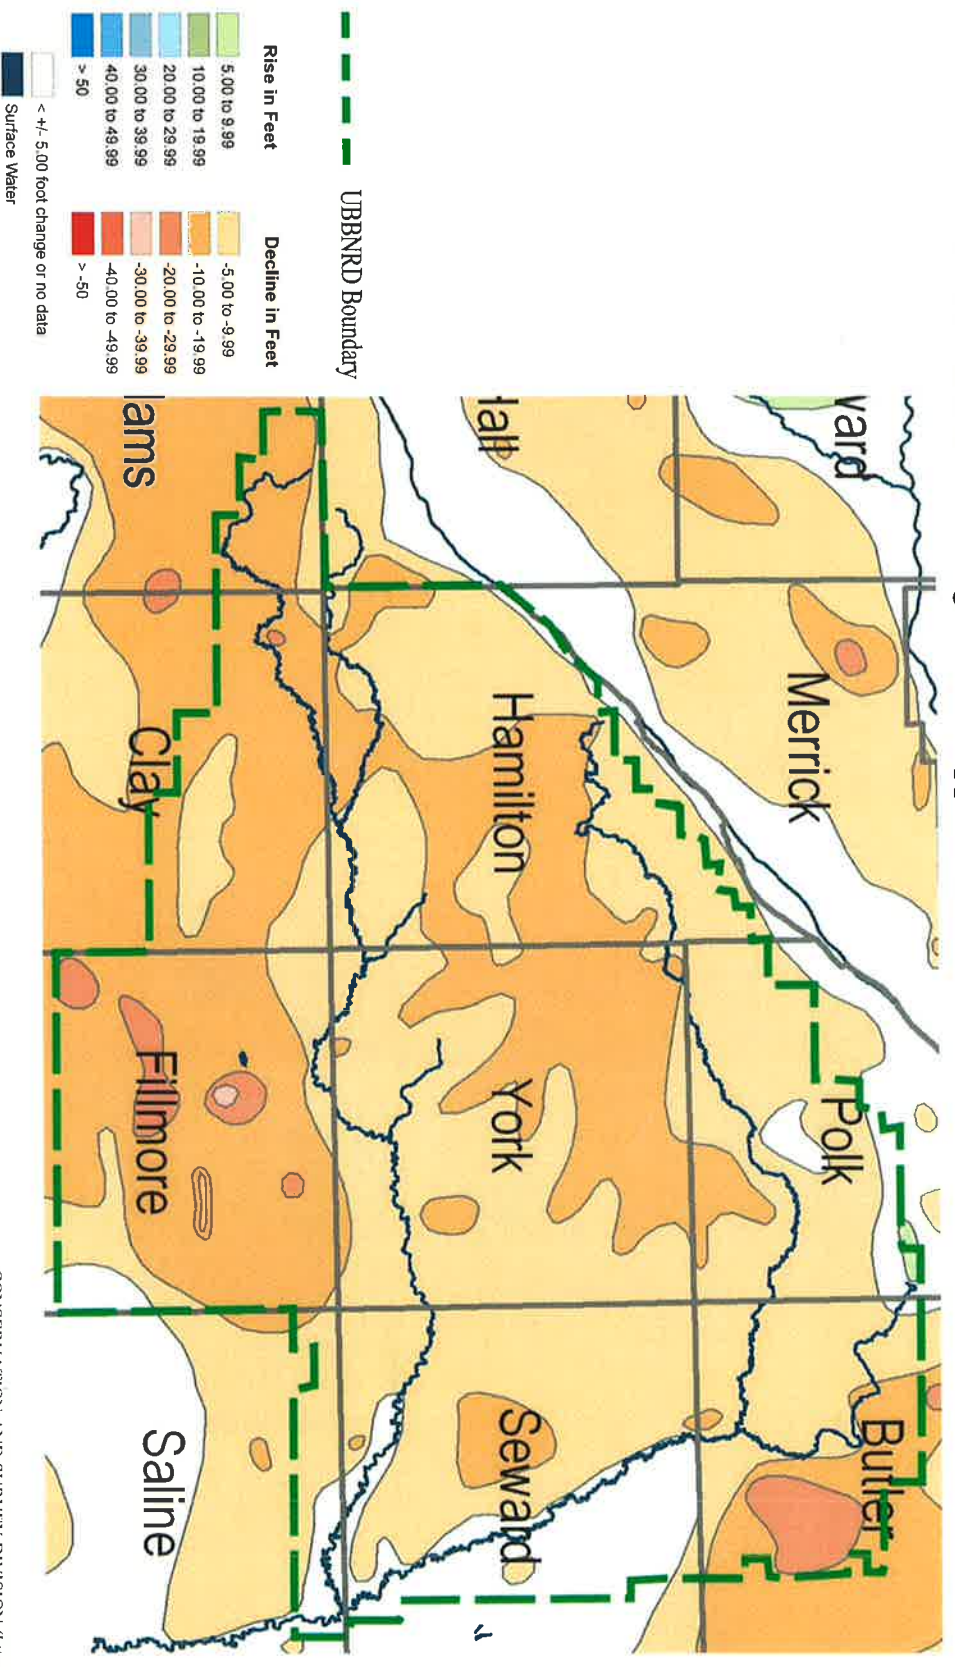 UBBNRD Boundary
Rise in Feet
5.00 to 9.99
10.00 to 19.99
20.00 to 29.99
30.00 to 39.99
40.00 to 49.99
> 50
Decline in Feet
-5.00 to -9.99
-10.00 to -19.99
-20.00 to -29.99
-30.00 to -39.99
-40.00 to -49.99
> -50
< +/- 5.00 foot change or no data
Surface Water
vard
Merrick
Polk
Butler
Hall
Hamilton
York
Seward
lams
Clay
Fillmore
Saline